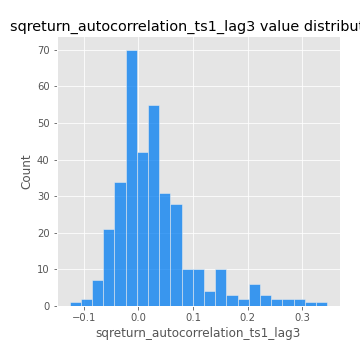 sqreturn_autocorrelation_ts1_lag3 value distribut
70
60
50
40
30
20
10
0
Count
−0.1 0.0 0.1 0.2 0.3
sqreturn_autocorrelation_ts1_lag3